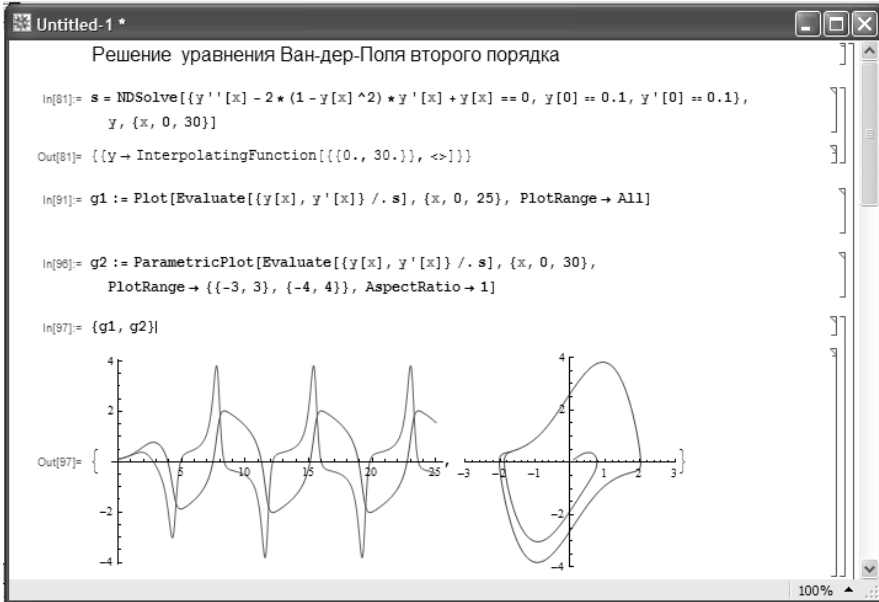 Untitled-1 *
Решение уравнения Ван-дер-Поля второго порядка
In[81]:= s = NDSolve[{y''[x] - 2 * (1 - y[x] ^2) * y'[x] + y[x] == 0, y[0] == 0.1, y'[0] == 0.1},
y, {x, 0, 30}]
Out[81]= {{y → InterpolatingFunction[{{0., 30.}}, <>]}}
In[91]:= g1 := Plot[Evaluate[{y[x], y'[x]} /. s], {x, 0, 25}, PlotRange → All]
In[96]:= g2 := ParametricPlot[Evaluate[{y[x], y'[x]} /. s], {x, 0, 30},
PlotRange → {{-3, 3}, {-4, 4}}, AspectRatio → 1]
In[97]:= {g1, g2}
Out[97]= {
4
2
-2
-4
5 10 15 20 25
,
4
2
-2
-4
-3 -2 -1 1 2 3
}
100%